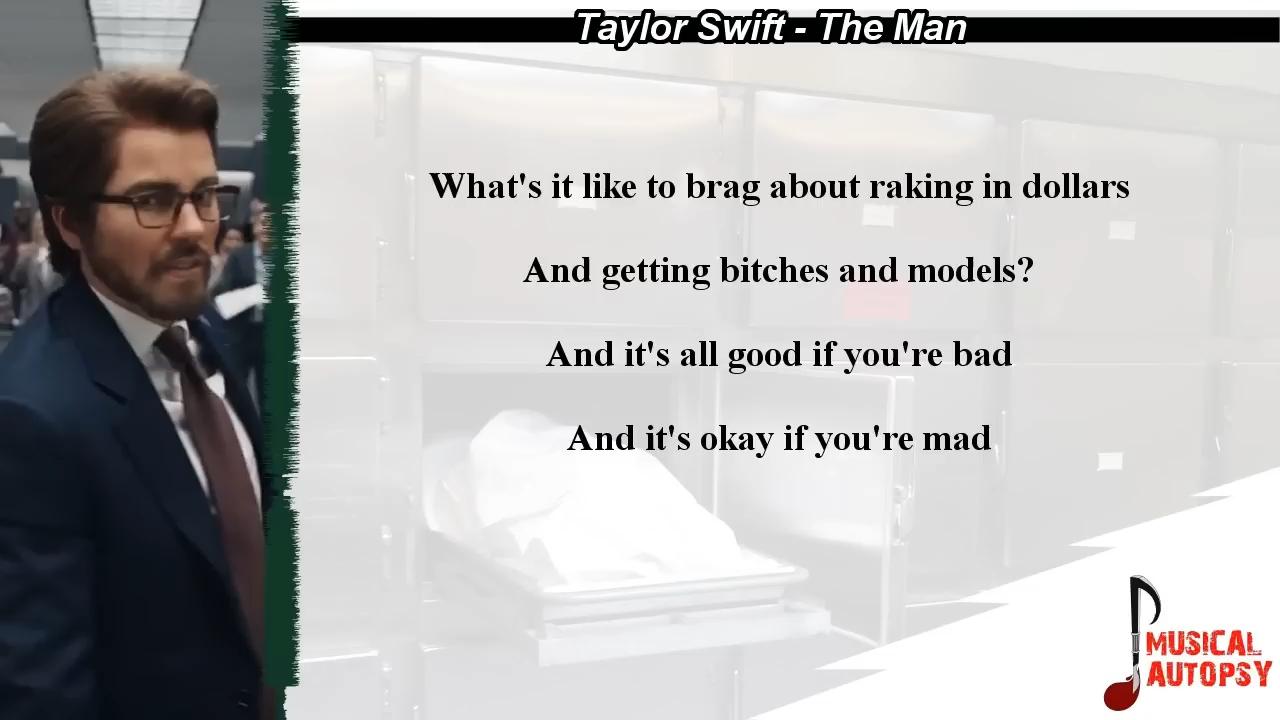 Taylor Swift - The Man
What's it like to brag about raking in dollars
And getting bitches and models?
And it's all good if you're bad
And it's okay if you're mad
MUSICAL
AUTOPSY